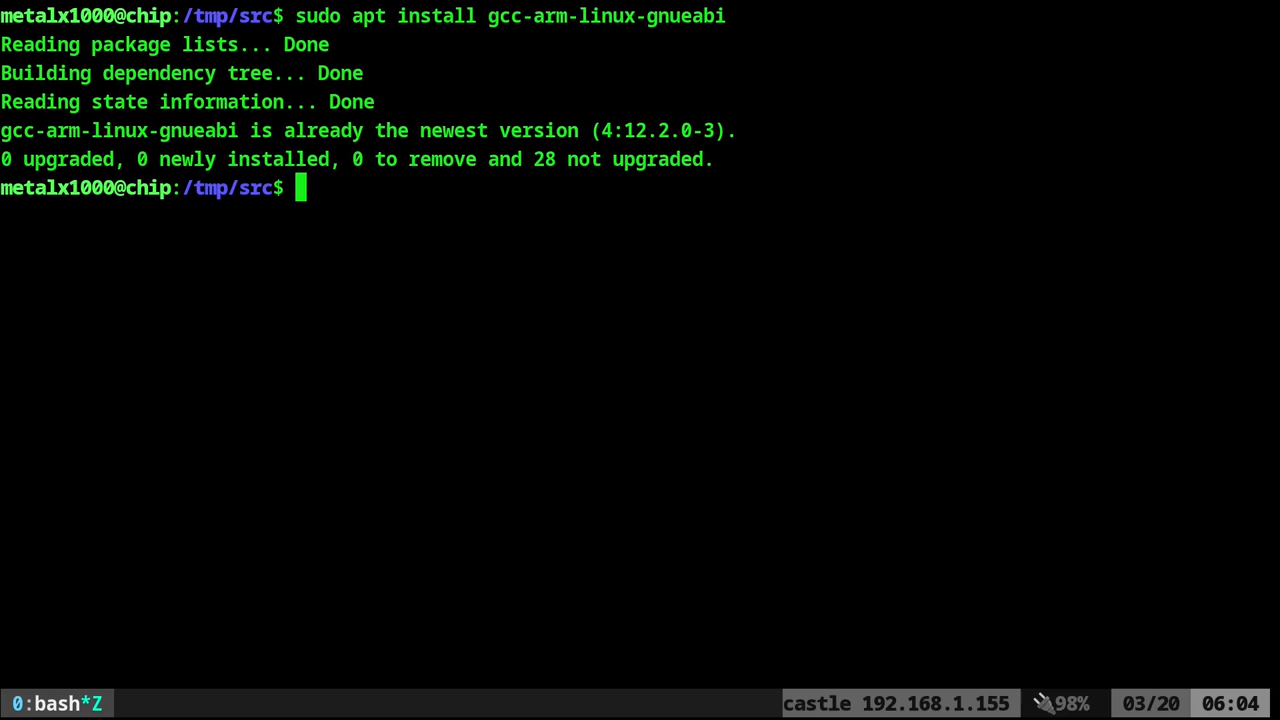 metalx1000@chip:/tmp/src$ sudo apt install gcc-arm-linux-gnueabi
Reading package lists... Done
Building dependency tree... Done
Reading state information... Done
gcc-arm-linux-gnueabi is already the newest version (4:12.2.0-3).
0 upgraded, 0 newly installed, 0 to remove and 28 not upgraded.
metalx1000@chip:/tmp/src$
0:bash*Z castle 192.168.1.155 98% 03/20 06:04